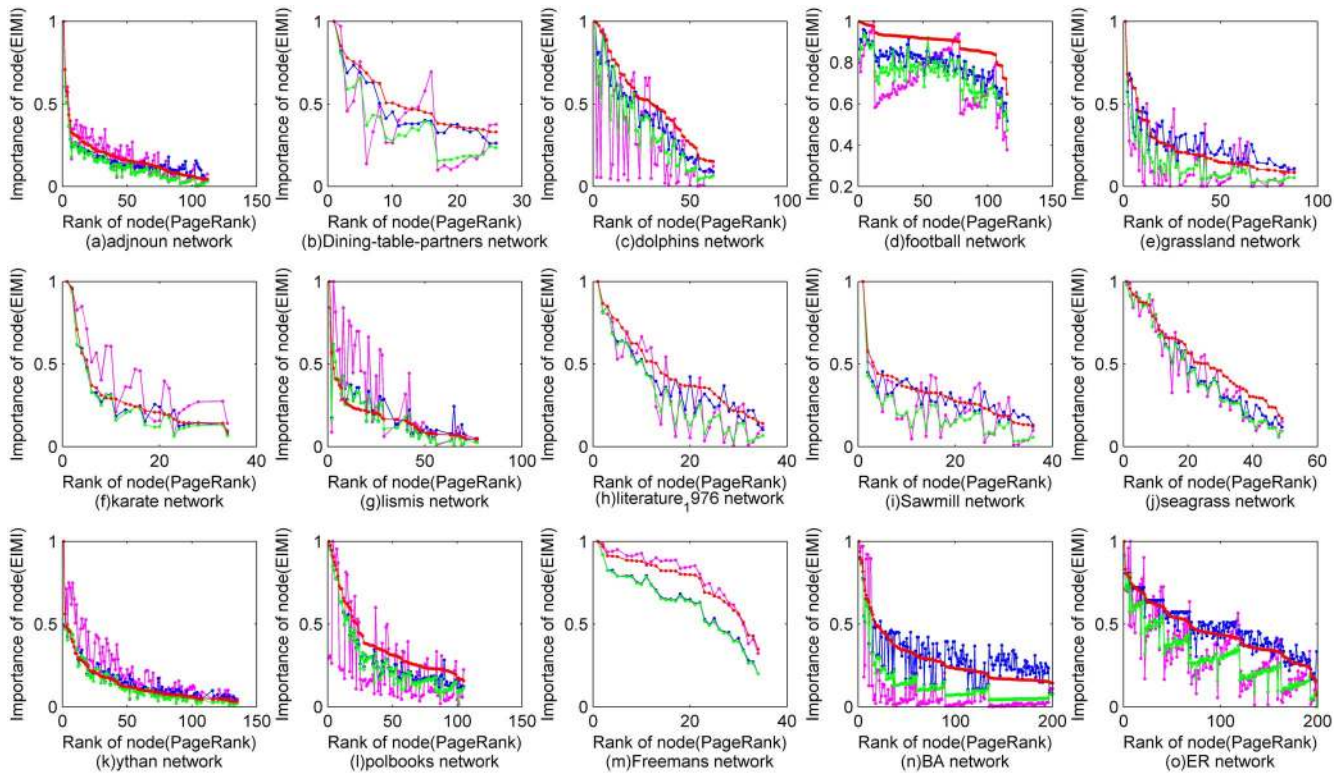 Importance of node(EIMI)
1
0.5
0
0 50 100 150
Rank of node(PageRank)
(a)adjnoun network
Importance of node(EIMI)
1
0.5
0
0 10 20 30
Rank of node(PageRank)
(b)Dining-table-partners network
Importance of node(EIMI)
1
0.5
0
0 50 100
Rank of node(PageRank)
(c)dolphins network
Importance of node(EIMI)
1
0.8
0.6
0.4
0.2
0 50 100 150
Rank of node(PageRank)
(d)football network
Importance of node(EIMI)
1
0.5
0
0 50 100
Rank of node(PageRank)
(e)grassland network
Importance of node(EIMI)
1
0.5
0
0 20 40
Rank of node(PageRank)
(f)karate network
Importance of node(EIMI)
1
0.5
0
0 50 100
Rank of node(PageRank)
(g)lismis network
Importance of node(EIMI)
1
0.5
0
0 10 20 30 40
Rank of node(PageRank)
(h)literature1976 network
Importance of node(EIMI)
1
0.5
0
0 20 40
Rank of node(PageRank)
(i)Sawmill network
Importance of node(EIMI)
1
0.5
0
0 20 40 60
Rank of node(PageRank)
(j)seagrass network
Importance of node(EIMI)
1
0.5
0
0 50 100 150
Rank of node(PageRank)
(k)ythan network
Importance of node(EIMI)
1
0.5
0
0 50 100 150
Rank of node(PageRank)
(l)polbooks network
Importance of node(EIMI)
1
0.5
0
0 20 40
Rank of node(PageRank)
(m)Freemans network
Importance of node(EIMI)
1
0.5
0
0 100 200
Rank of node(PageRank)
(n)BA network
Importance of node(EIMI)
1
0.5
0
0 100 200
Rank of node(PageRank)
(o)ER network